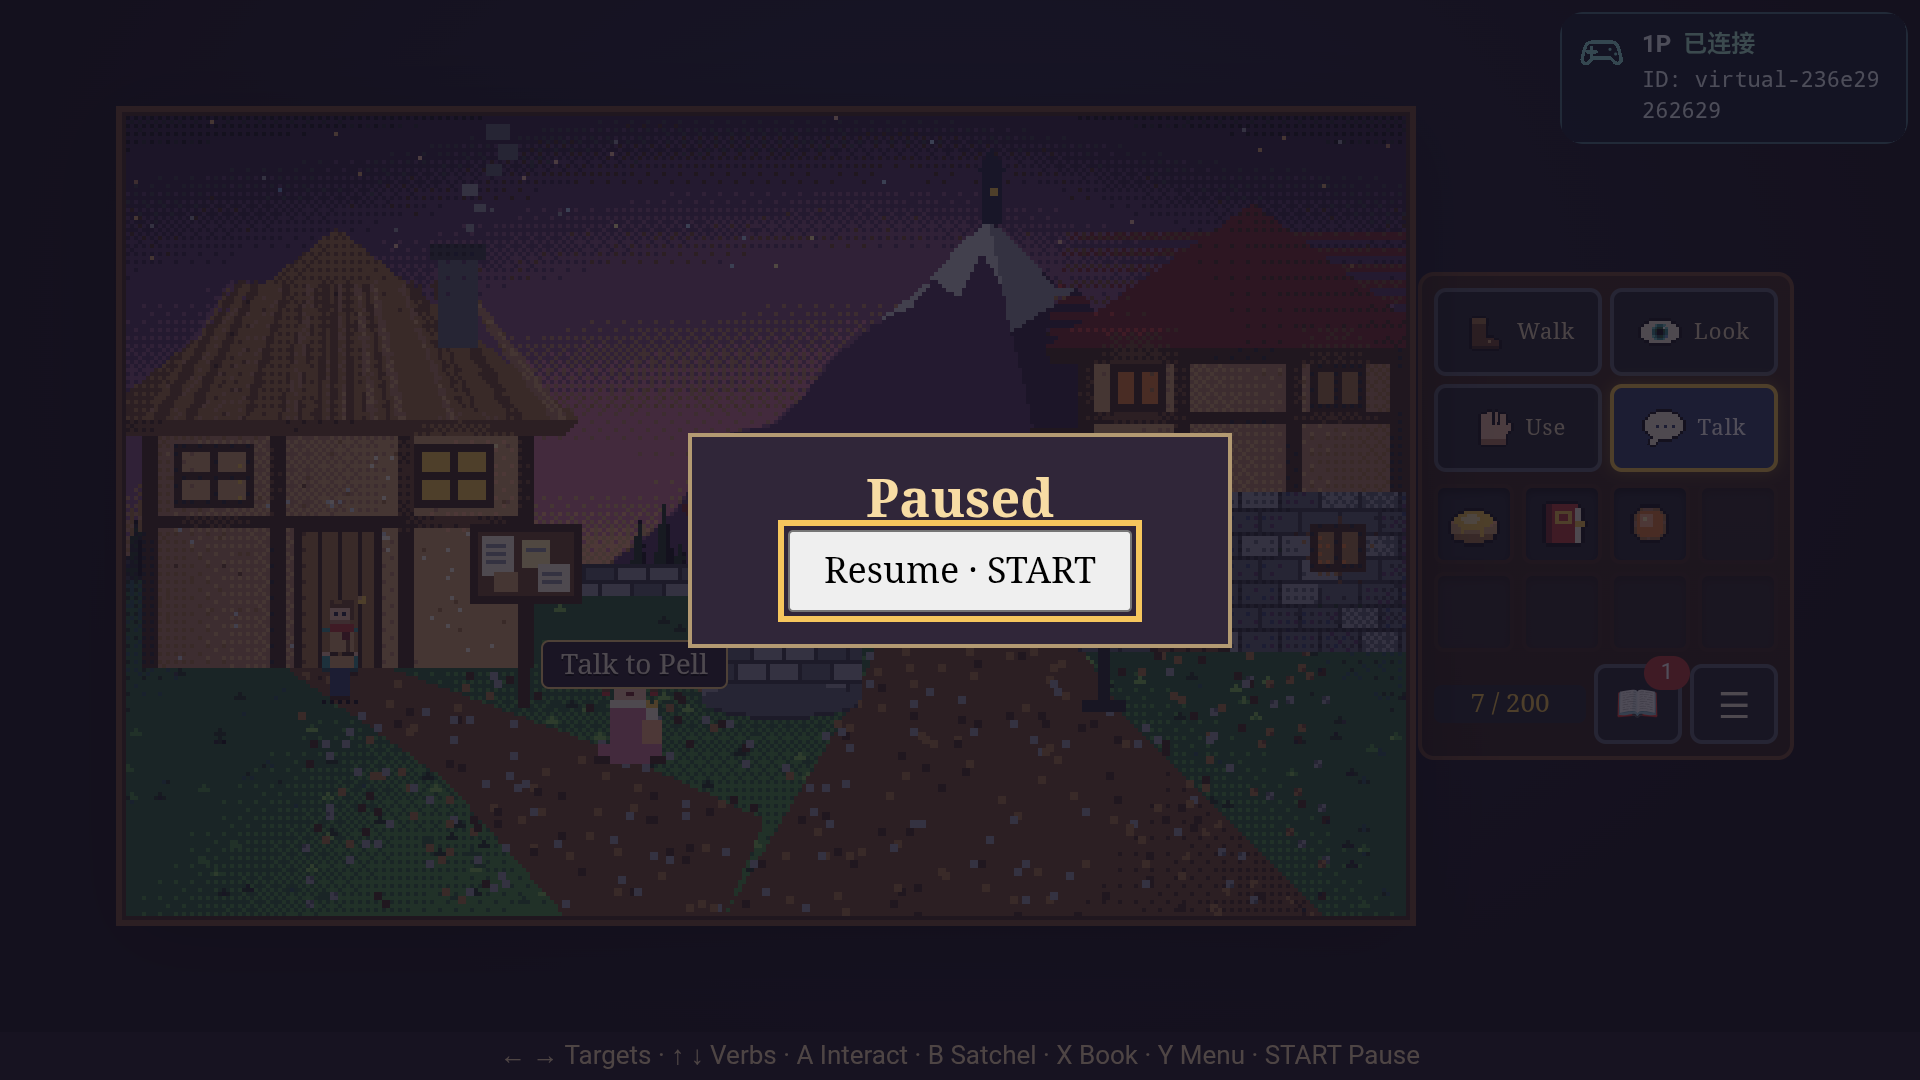 1P 已连接
ID: virtual-236e29
262629
Walk
Look
Use
Talk
Paused
Resume · START
Talk to Pell
1
7 / 200
← → Targets · ↑ ↓ Verbs · A Interact · B Satchel · X Book · Y Menu · START Pause